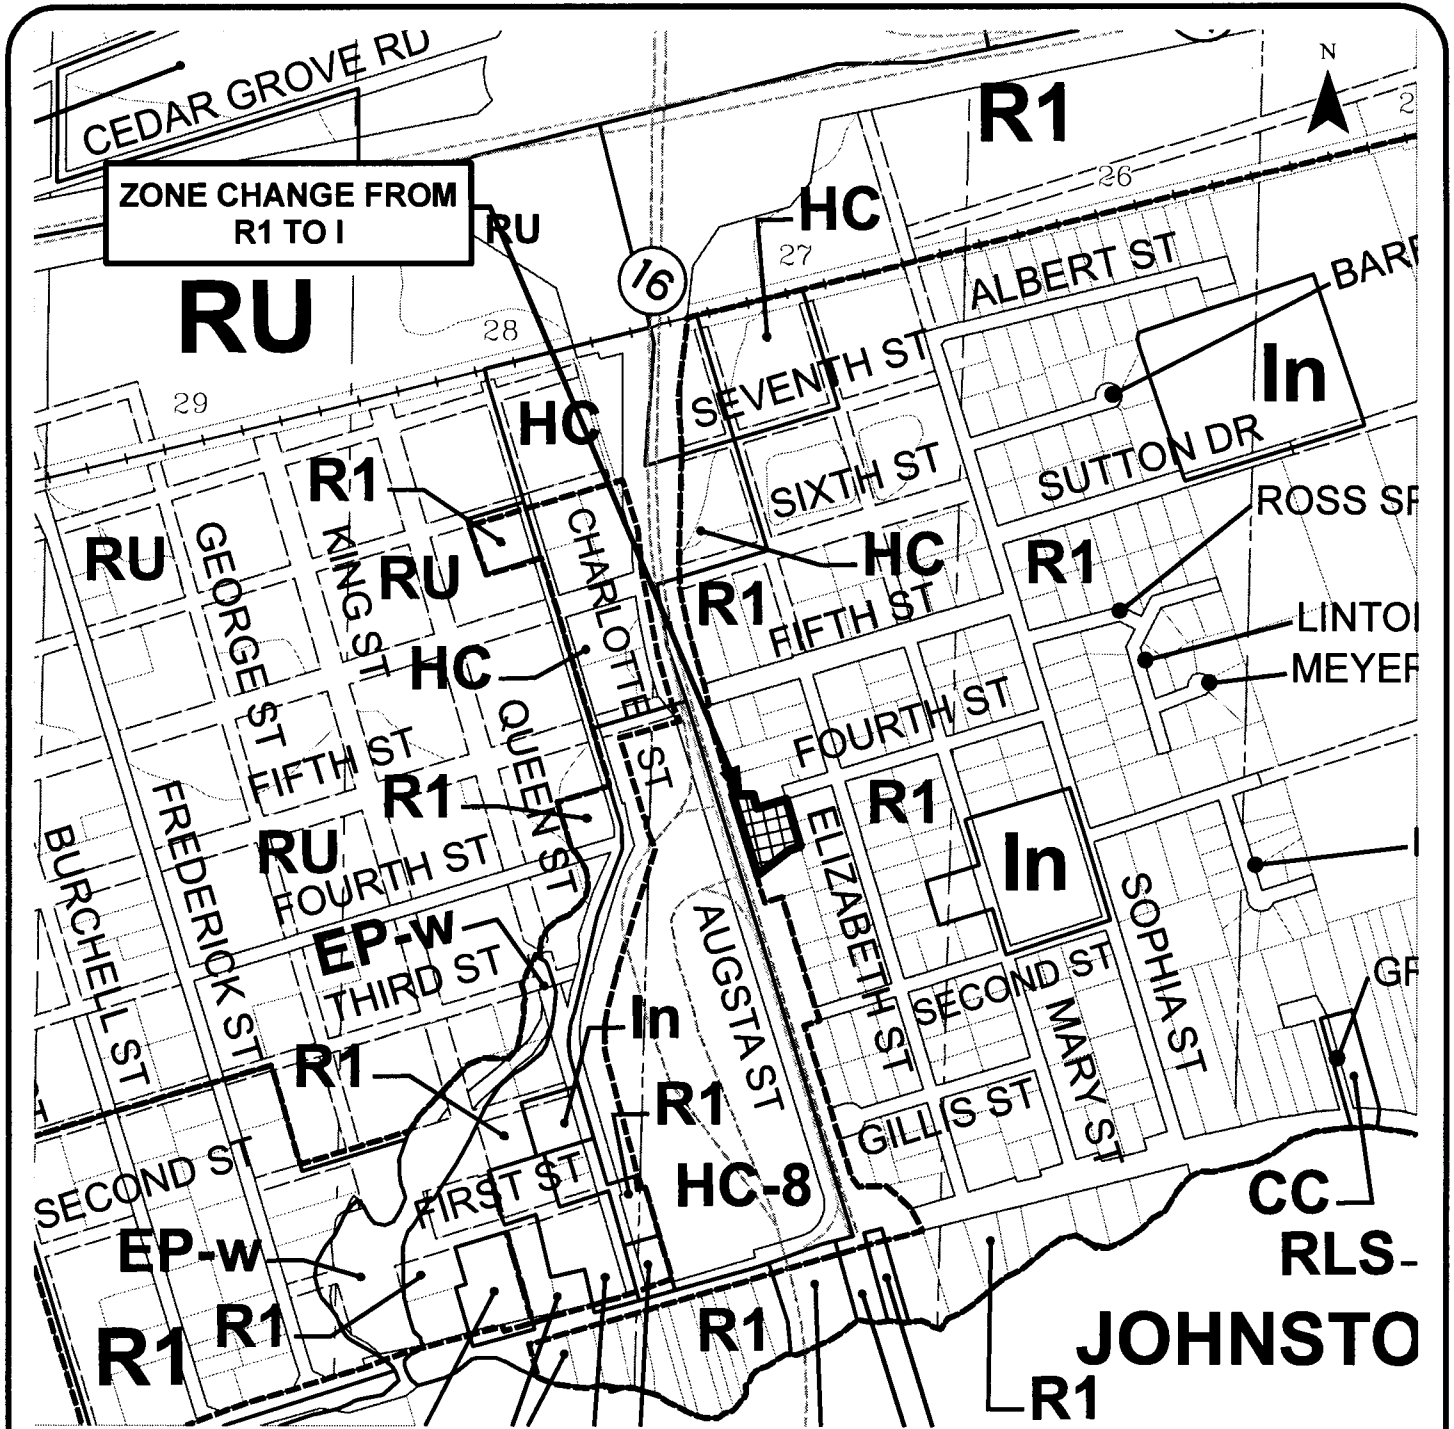 CEDAR GROVE RD
N
R1
ZONE CHANGE FROM
R1 TO I
RU
HC
26
27
RU
16
ALBERT ST
28
29
SEVENTH ST
In
HC
SUTTON DR
R1
SIXTH ST
RU
GEORGE ST
KING ST
RU
CHARLOTTE ST
HC
R1
R1
FIFTH ST
HC
QUEEN ST
FOURTH ST
FIFTH ST
R1
R1
BURCHELL ST
FREDERICK ST
RU
FOURTH ST
ELIZABETH ST
In
SOPHIA ST
EP-w
THIRD ST
AUGSTA ST
SECOND ST
MARY ST
In
R1
R1
GILLIS ST
SECOND ST
FIRST ST
HC-8
CC
EP-w
RLS-
R1
R1
R1
R1